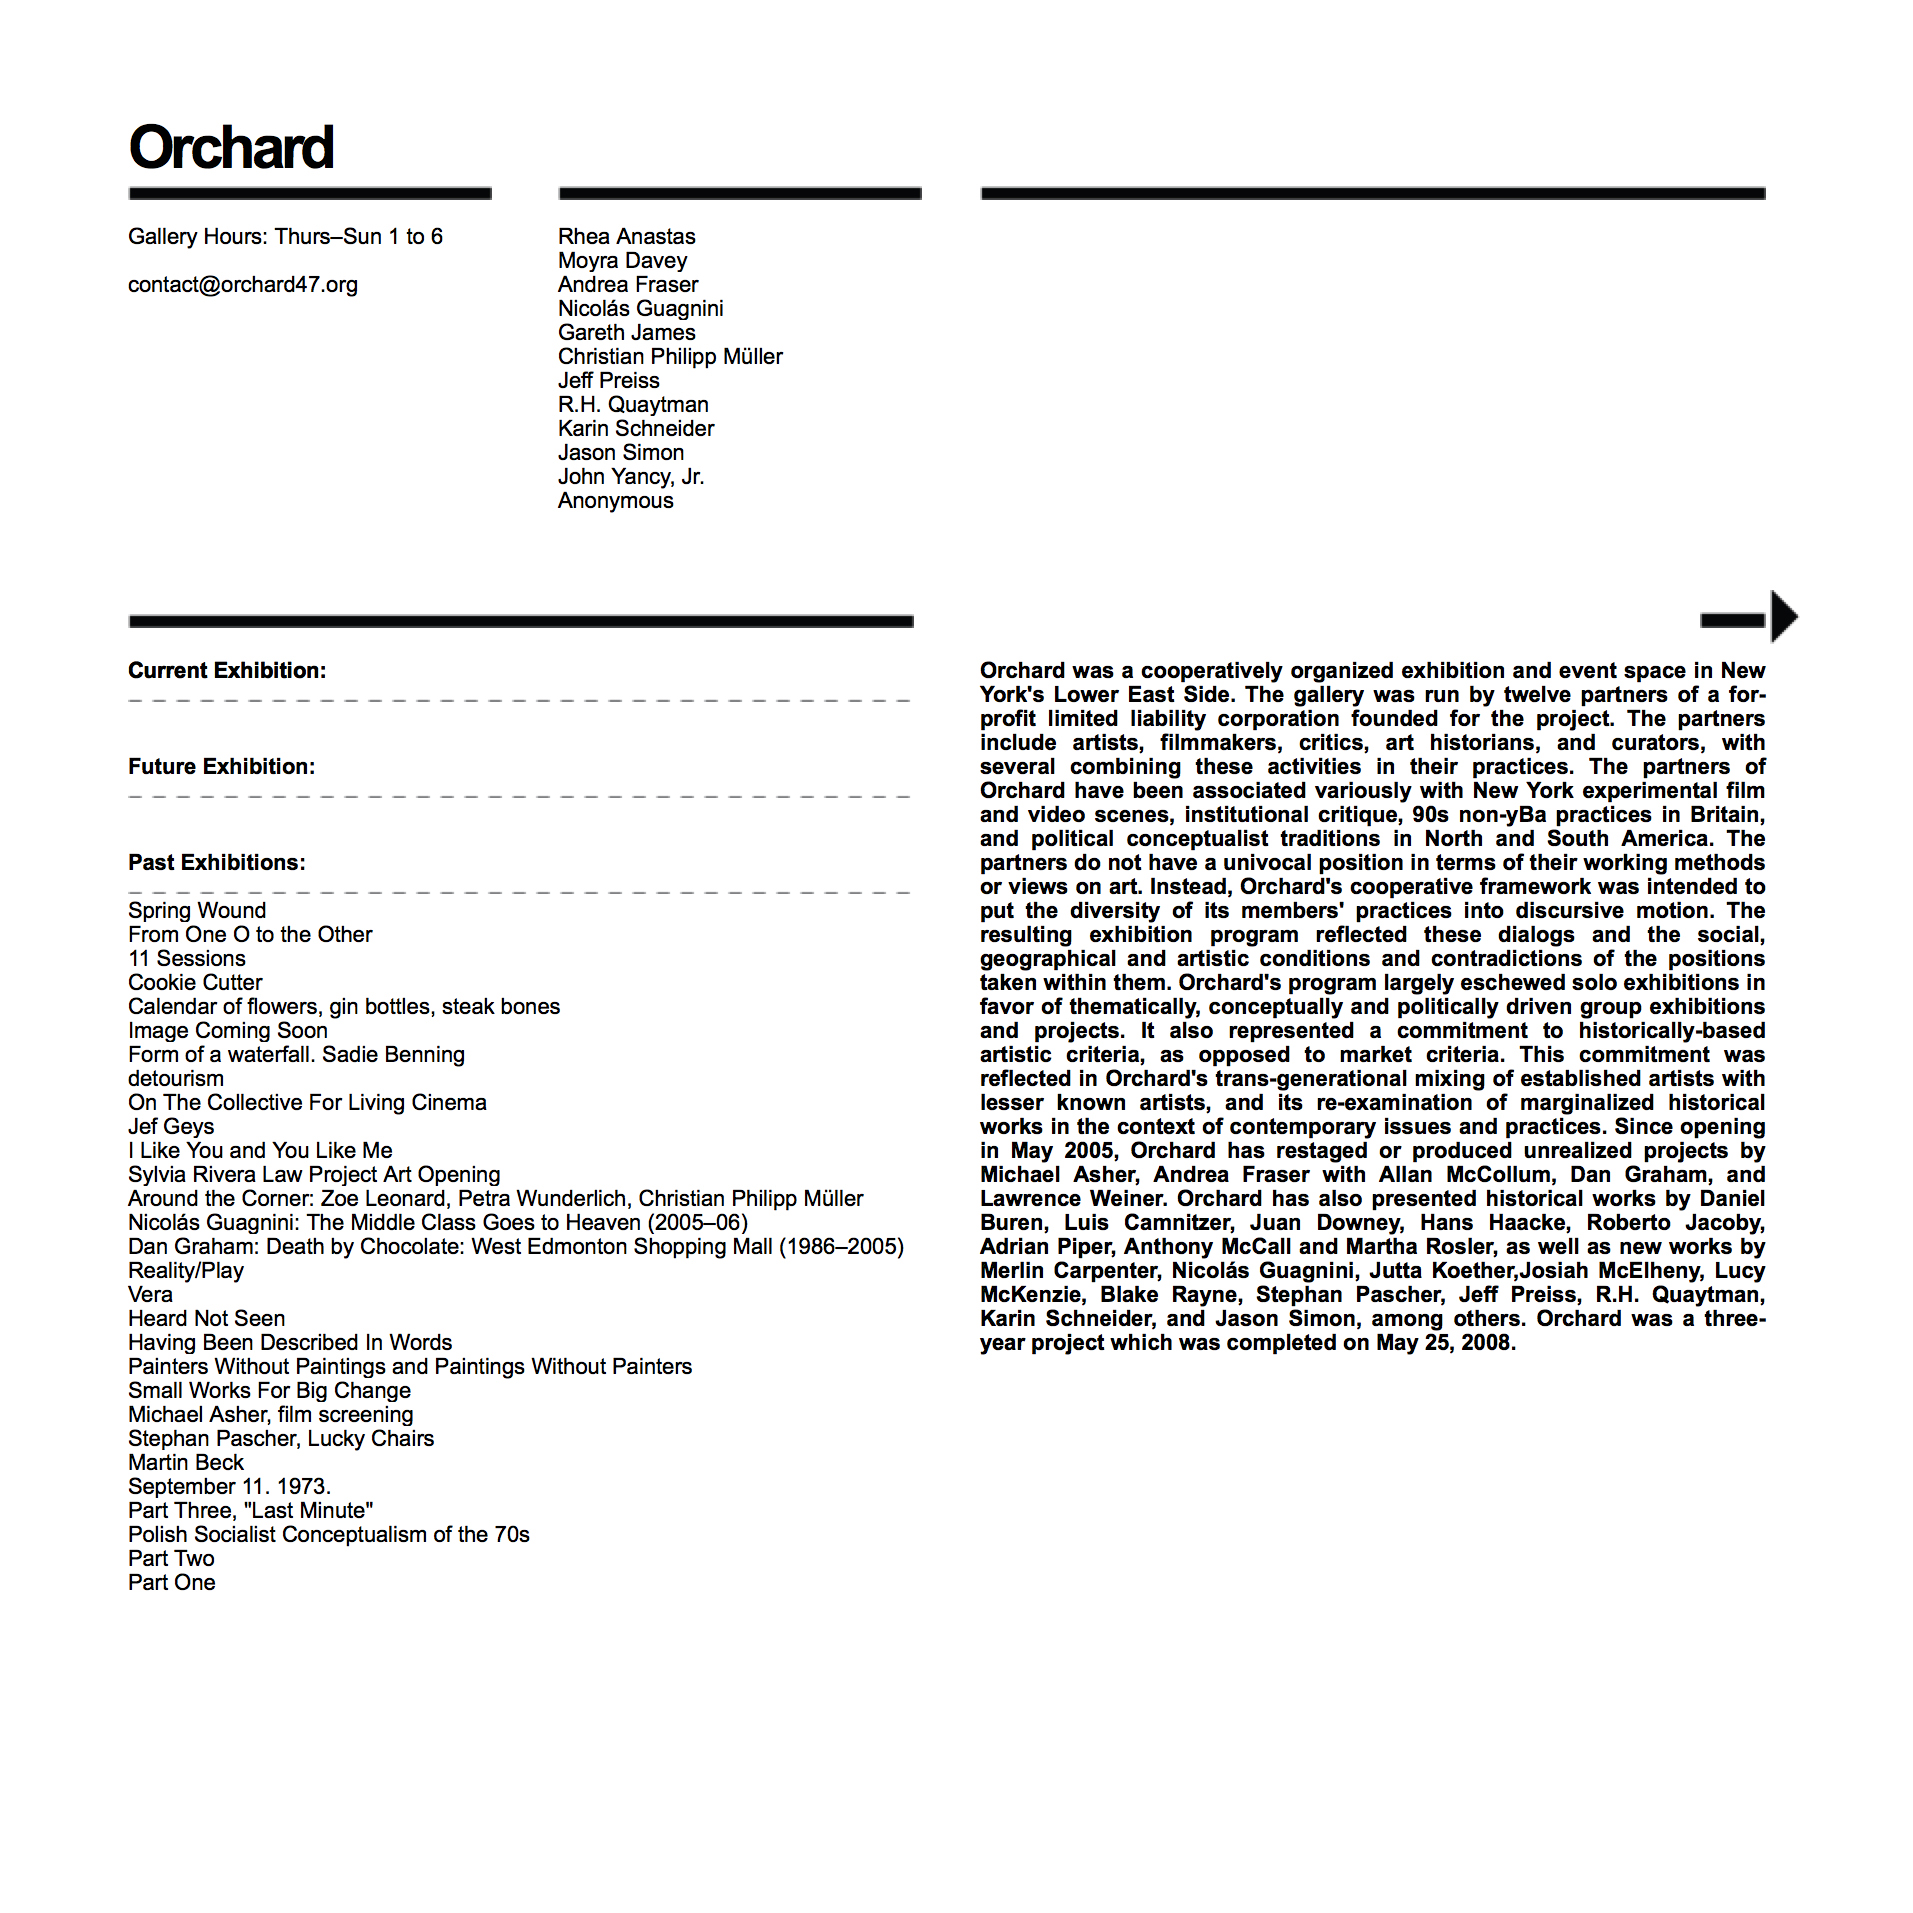 Orchard
Gallery Hours: Thurs–Sun 1 to 6
contact@orchard47.org
Rhea Anastas
Moyra Davey
Andrea Fraser
Nicolás Guagnini
Gareth James
Christian Philipp Müller
Jeff Preiss
R.H. Quaytman
Karin Schneider
Jason Simon
John Yancy, Jr.
Anonymous
Current Exhibition:
Future Exhibition:
Past Exhibitions:
Spring Wound
From One O to the Other
11 Sessions
Cookie Cutter
Calendar of flowers, gin bottles, steak bones
Image Coming Soon
Form of a waterfall. Sadie Benning
detourism
On The Collective For Living Cinema
Jef Geys
I Like You and You Like Me
Sylvia Rivera Law Project Art Opening
Around the Corner: Zoe Leonard, Petra Wunderlich, Christian Philipp Müller
Nicolás Guagnini: The Middle Class Goes to Heaven (2005–06)
Dan Graham: Death by Chocolate: West Edmonton Shopping Mall (1986–2005)
Reality/Play
Vera
Heard Not Seen
Having Been Described In Words
Painters Without Paintings and Paintings Without Painters
Small Works For Big Change
Michael Asher, film screening
Stephan Pascher, Lucky Chairs
Martin Beck
September 11. 1973.
Part Three, "Last Minute"
Polish Socialist Conceptualism of the 70s
Part Two
Part One
Orchard was a cooperatively organized exhibition and event space in New
York's Lower East Side. The gallery was run by twelve partners of a for-
profit limited liability corporation founded for the project. The partners
include artists, filmmakers, critics, art historians, and curators, with
several combining these activities in their practices. The partners of
Orchard have been associated variously with New York experimental film
and video scenes, institutional critique, 90s non-yBa practices in Britain,
and political conceptualist traditions in North and South America. The
partners do not have a univocal position in terms of their working methods
or views on art. Instead, Orchard's cooperative framework was intended to
put the diversity of its members' practices into discursive motion. The
resulting exhibition program reflected these dialogs and the social,
geographical and artistic conditions and contradictions of the positions
taken within them. Orchard's program largely eschewed solo exhibitions in
favor of thematically, conceptually and politically driven group exhibitions
and projects. It also represented a commitment to historically-based
artistic criteria, as opposed to market criteria. This commitment was
reflected in Orchard's trans-generational mixing of established artists with
lesser known artists, and its re-examination of marginalized historical
works in the context of contemporary issues and practices. Since opening
in May 2005, Orchard has restaged or produced unrealized projects by
Michael Asher, Andrea Fraser with Allan McCollum, Dan Graham, and
Lawrence Weiner. Orchard has also presented historical works by Daniel
Buren, Luis Camnitzer, Juan Downey, Hans Haacke, Roberto Jacoby,
Adrian Piper, Anthony McCall and Martha Rosler, as well as new works by
Merlin Carpenter, Nicolás Guagnini, Jutta Koether,Josiah McElheny, Lucy
McKenzie, Blake Rayne, Stephan Pascher, Jeff Preiss, R.H. Quaytman,
Karin Schneider, and Jason Simon, among others. Orchard was a three-
year project which was completed on May 25, 2008.